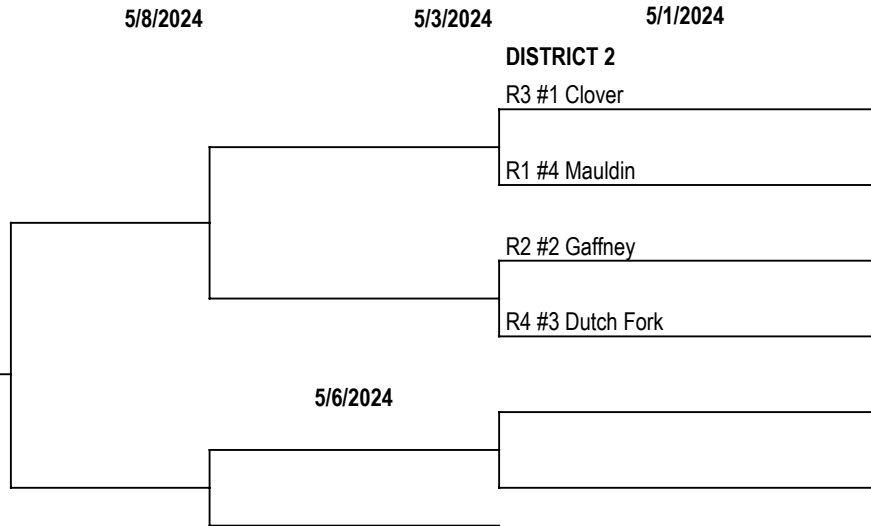 5/8/2024 5/3/2024 5/1/2024
DISTRICT 2
R3 #1 Clover
R1 #4 Mauldin
R2 #2 Gaffney
R4 #3 Dutch Fork
5/6/2024